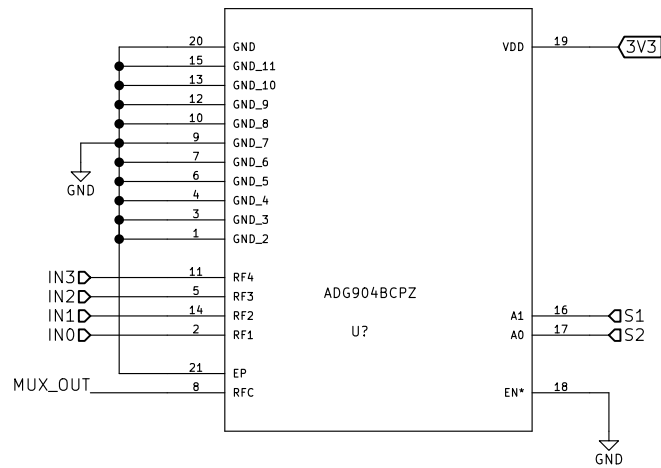 20 GND VDD 19 3V3
15 GND_11
13 GND_10
12 GND_9
10 GND_8
9 GND_7
7 GND_6
GND
6 GND_5
4 GND_4
3 GND_3
1 GND_2
IN3 11 RF4
IN2 5 RF3 ADG904BCPZ
IN1 14 RF2 A1 16 S1
IN0 2 RF1 U? A0 17 S2
21 EP
MUX_OUT 8 RFC EN* 18
GND